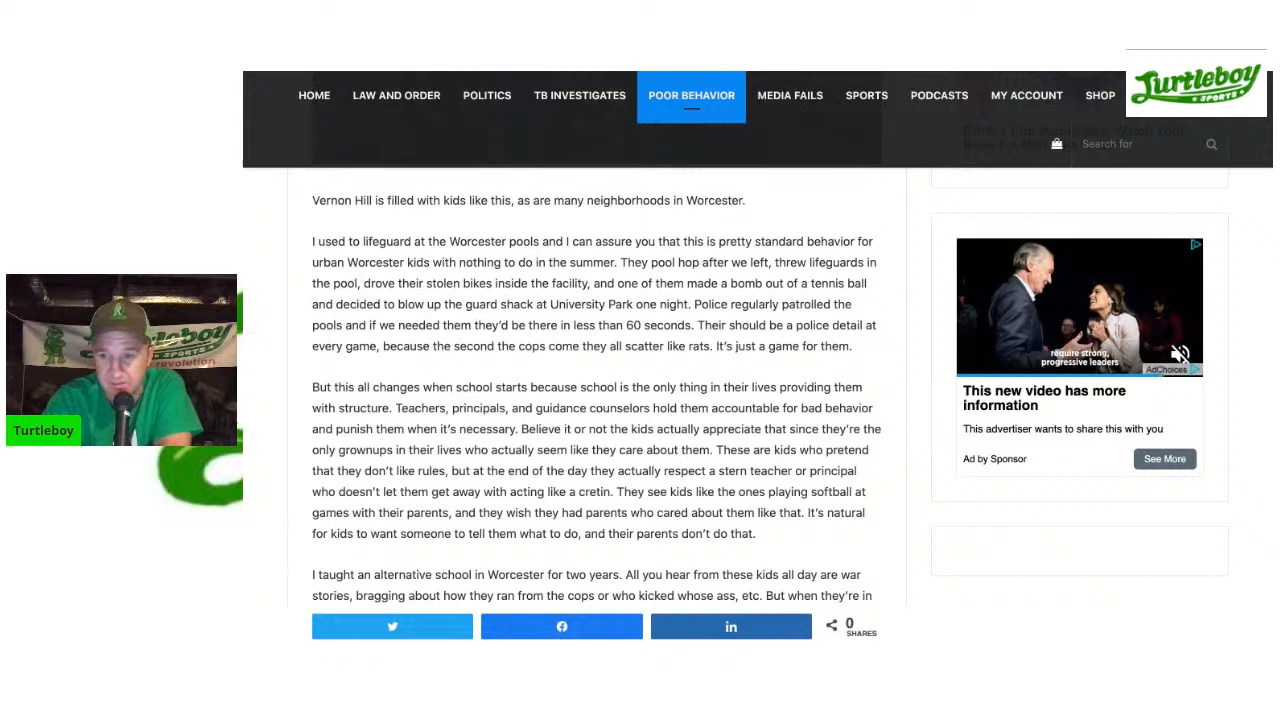 Turtleboy
SPORTS
HOME LAW AND ORDER POLITICS TB INVESTIGATES POOR BEHAVIOR MEDIA FAILS SPORTS PODCASTS MY ACCOUNT SHOP
Search for
Vernon Hill is filled with kids like this, as are many neighborhoods in Worcester.
I used to lifeguard at the Worcester pools and I can assure you that this is pretty standard behavior for
urban Worcester kids with nothing to do in the summer. They pool hop after we left, threw lifeguards in
the pool, drove their stolen bikes inside the facility, and one of them made a bomb out of a tennis ball
and decided to blow up the guard shack at University Park one night. Police regularly patrolled the
pools and if we needed them they'd be there in less than 60 seconds. Their should be a police detail at
every game, because the second the cops come they all scatter like rats. It's just a game for them.
But this all changes when school starts because school is the only thing in their lives providing them
with structure. Teachers, principals, and guidance counselors hold them accountable for bad behavior
and punish them when it's necessary. Believe it or not the kids actually appreciate that since they're the
only grownups in their lives who actually seem like they care about them. These are kids who pretend
that they don't like rules, but at the end of the day they actually respect a stern teacher or principal
who doesn't let them get away with acting like a cretin. They see kids like the ones playing softball at
games with their parents, and they wish they had parents who cared about them like that. It's natural
for kids to want someone to tell them what to do, and their parents don't do that.
I taught an alternative school in Worcester for two years. All you hear from these kids all day are war
stories, bragging about how they ran from the cops or who kicked whose ass, etc. But when they're in
0
SHARES
require strong,
progressive leaders
AdChoices
This new video has more
information
This advertiser wants to share this with you
Ad by Sponsor
See More
SPORTS
revolution
Turtleboy